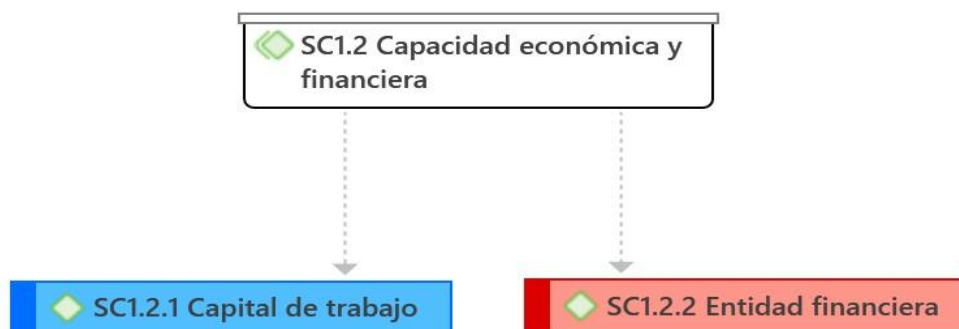 SC1.2 Capacidad económica y
financiera
SC1.2.1 Capital de trabajo
SC1.2.2 Entidad financiera